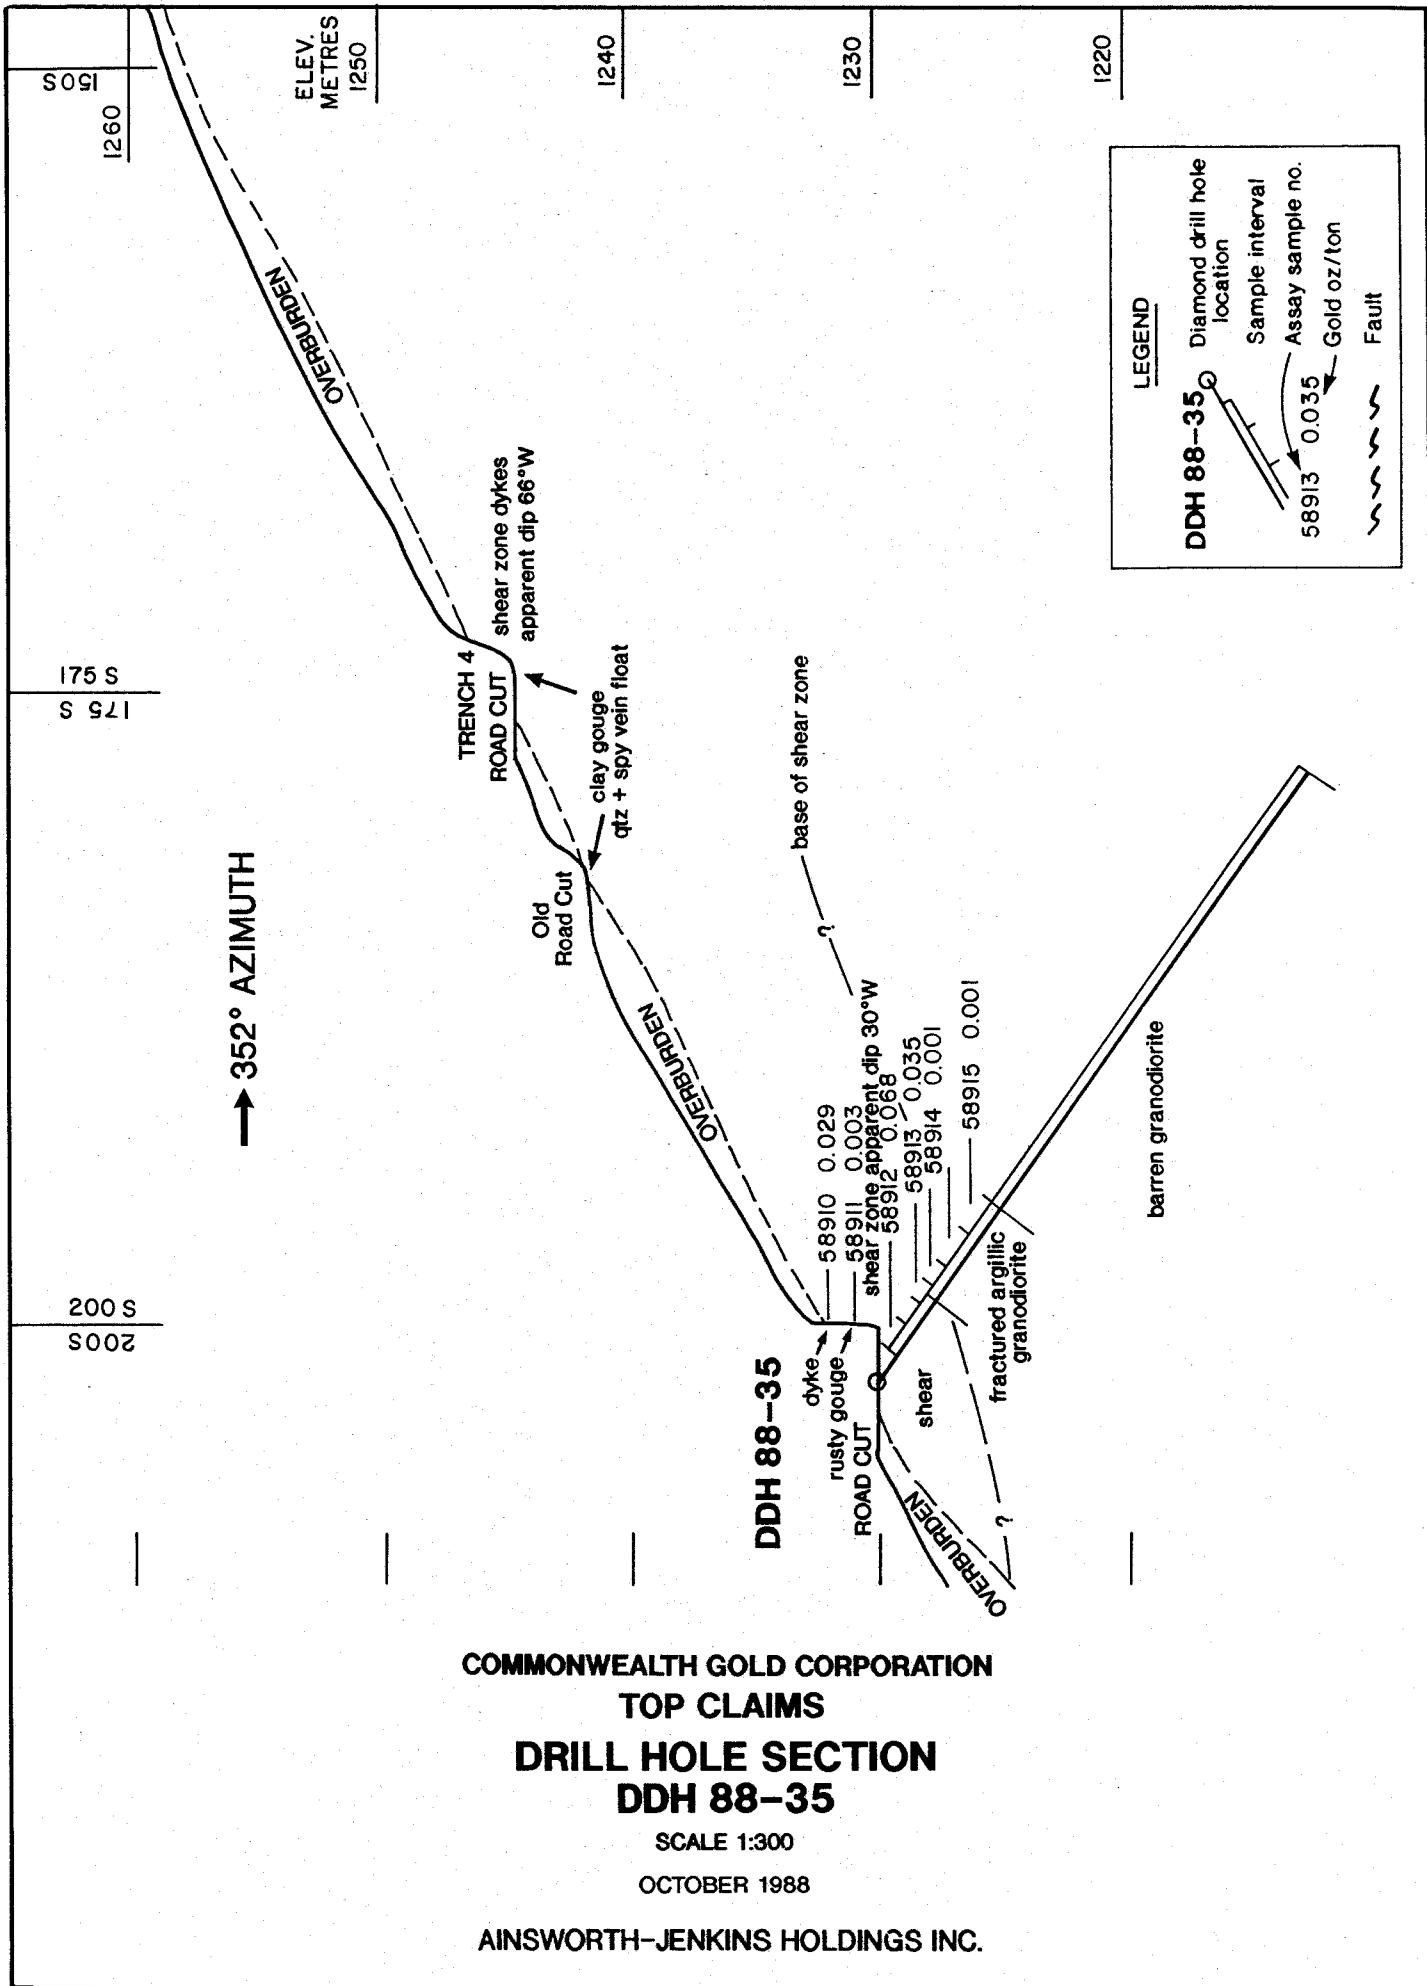 150S
1260
ELEV.
METRES
1250
1240
1230
1220
OVERBURDEN
LEGEND
DDH 88-35
Diamond drill hole
location
Sample interval
Assay sample no.
58913 0.035
Gold oz/ton
Fault
175 S
175 S
TRENCH 4
ROAD CUT
shear zone dykes
apparent dip 66°W
clay gouge
qtz + spy vein float
Old
Road Cut
352° AZIMUTH
base of shear zone
?
OVERBURDEN
200 S
200S
58910 0.029
58911 0.003
shear zone apparent dip 30°W
58912 0.068
58913 0.035
58914 0.001
58915 0.001
DDH 88-35
dyke
rusty gouge
ROAD CUT
shear
fractured argillic
granodiorite
barren granodiorite
OVERBURDEN
?
COMMONWEALTH GOLD CORPORATION
TOP CLAIMS
DRILL HOLE SECTION
DDH 88-35
SCALE 1:300
OCTOBER 1988
AINSWORTH-JENKINS HOLDINGS INC.